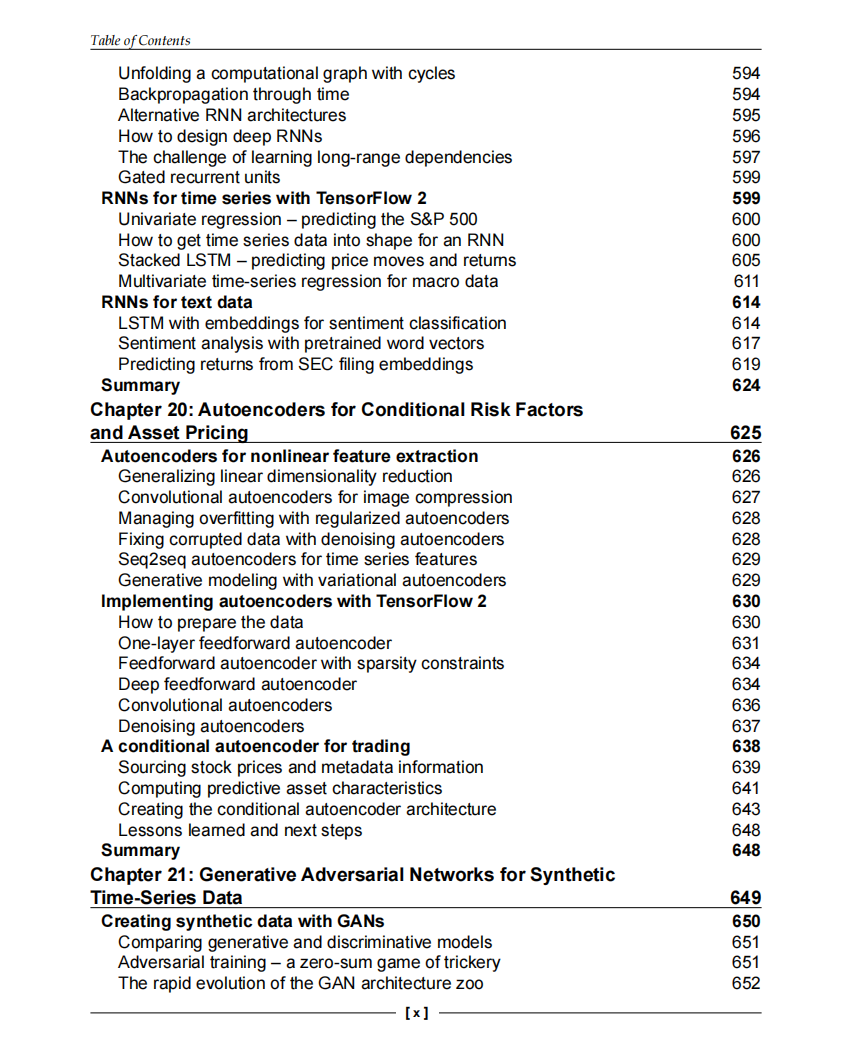 Table of Contents
Unfolding a computational graph with cycles 594
Backpropagation through time 594
Alternative RNN architectures 595
How to design deep RNNs 596
The challenge of learning long-range dependencies 597
Gated recurrent units 599
RNNs for time series with TensorFlow 2 599
Univariate regression – predicting the S&P 500 600
How to get time series data into shape for an RNN 600
Stacked LSTM – predicting price moves and returns 605
Multivariate time-series regression for macro data 611
RNNs for text data 614
LSTM with embeddings for sentiment classification 614
Sentiment analysis with pretrained word vectors 617
Predicting returns from SEC filing embeddings 619
Summary 624
Chapter 20: Autoencoders for Conditional Risk Factors
and Asset Pricing 625
Autoencoders for nonlinear feature extraction 626
Generalizing linear dimensionality reduction 626
Convolutional autoencoders for image compression 627
Managing overfitting with regularized autoencoders 628
Fixing corrupted data with denoising autoencoders 628
Seq2seq autoencoders for time series features 629
Generative modeling with variational autoencoders 629
Implementing autoencoders with TensorFlow 2 630
How to prepare the data 630
One-layer feedforward autoencoder 631
Feedforward autoencoder with sparsity constraints 634
Deep feedforward autoencoder 634
Convolutional autoencoders 636
Denoising autoencoders 637
A conditional autoencoder for trading 638
Sourcing stock prices and metadata information 639
Computing predictive asset characteristics 641
Creating the conditional autoencoder architecture 643
Lessons learned and next steps 648
Summary 648
Chapter 21: Generative Adversarial Networks for Synthetic
Time-Series Data 649
Creating synthetic data with GANs 650
Comparing generative and discriminative models 651
Adversarial training – a zero-sum game of trickery 651
The rapid evolution of the GAN architecture zoo 652
[ x ]